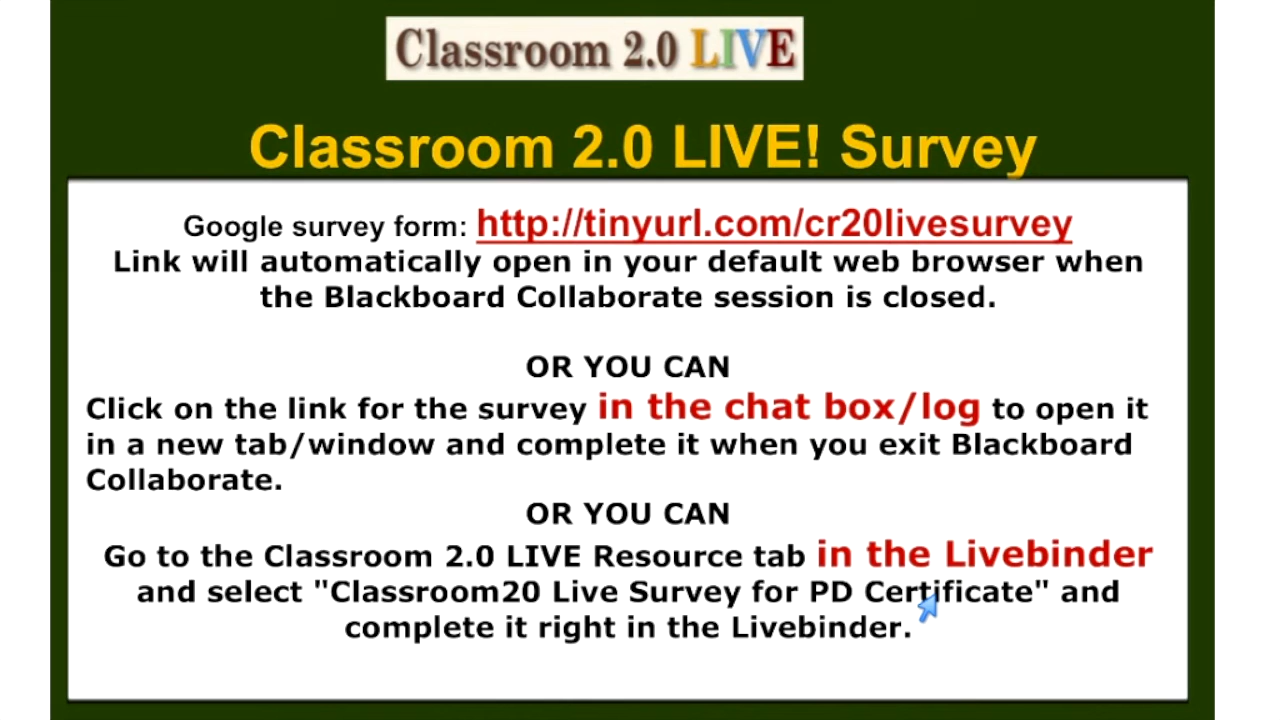 Classroom 2.0 LIVE
Classroom 2.0 LIVE! Survey
Google survey form: http://tinyurl.com/cr20livesurvey
Link will automatically open in your default web browser when
the Blackboard Collaborate session is closed.
OR YOU CAN
Click on the link for the survey in the chat box/log to open it
in a new tab/window and complete it when you exit Blackboard
Collaborate.
OR YOU CAN
Go to the Classroom 2.0 LIVE Resource tab in the Livebinder
and select "Classroom20 Live Survey for PD Certificate" and
complete it right in the Livebinder.